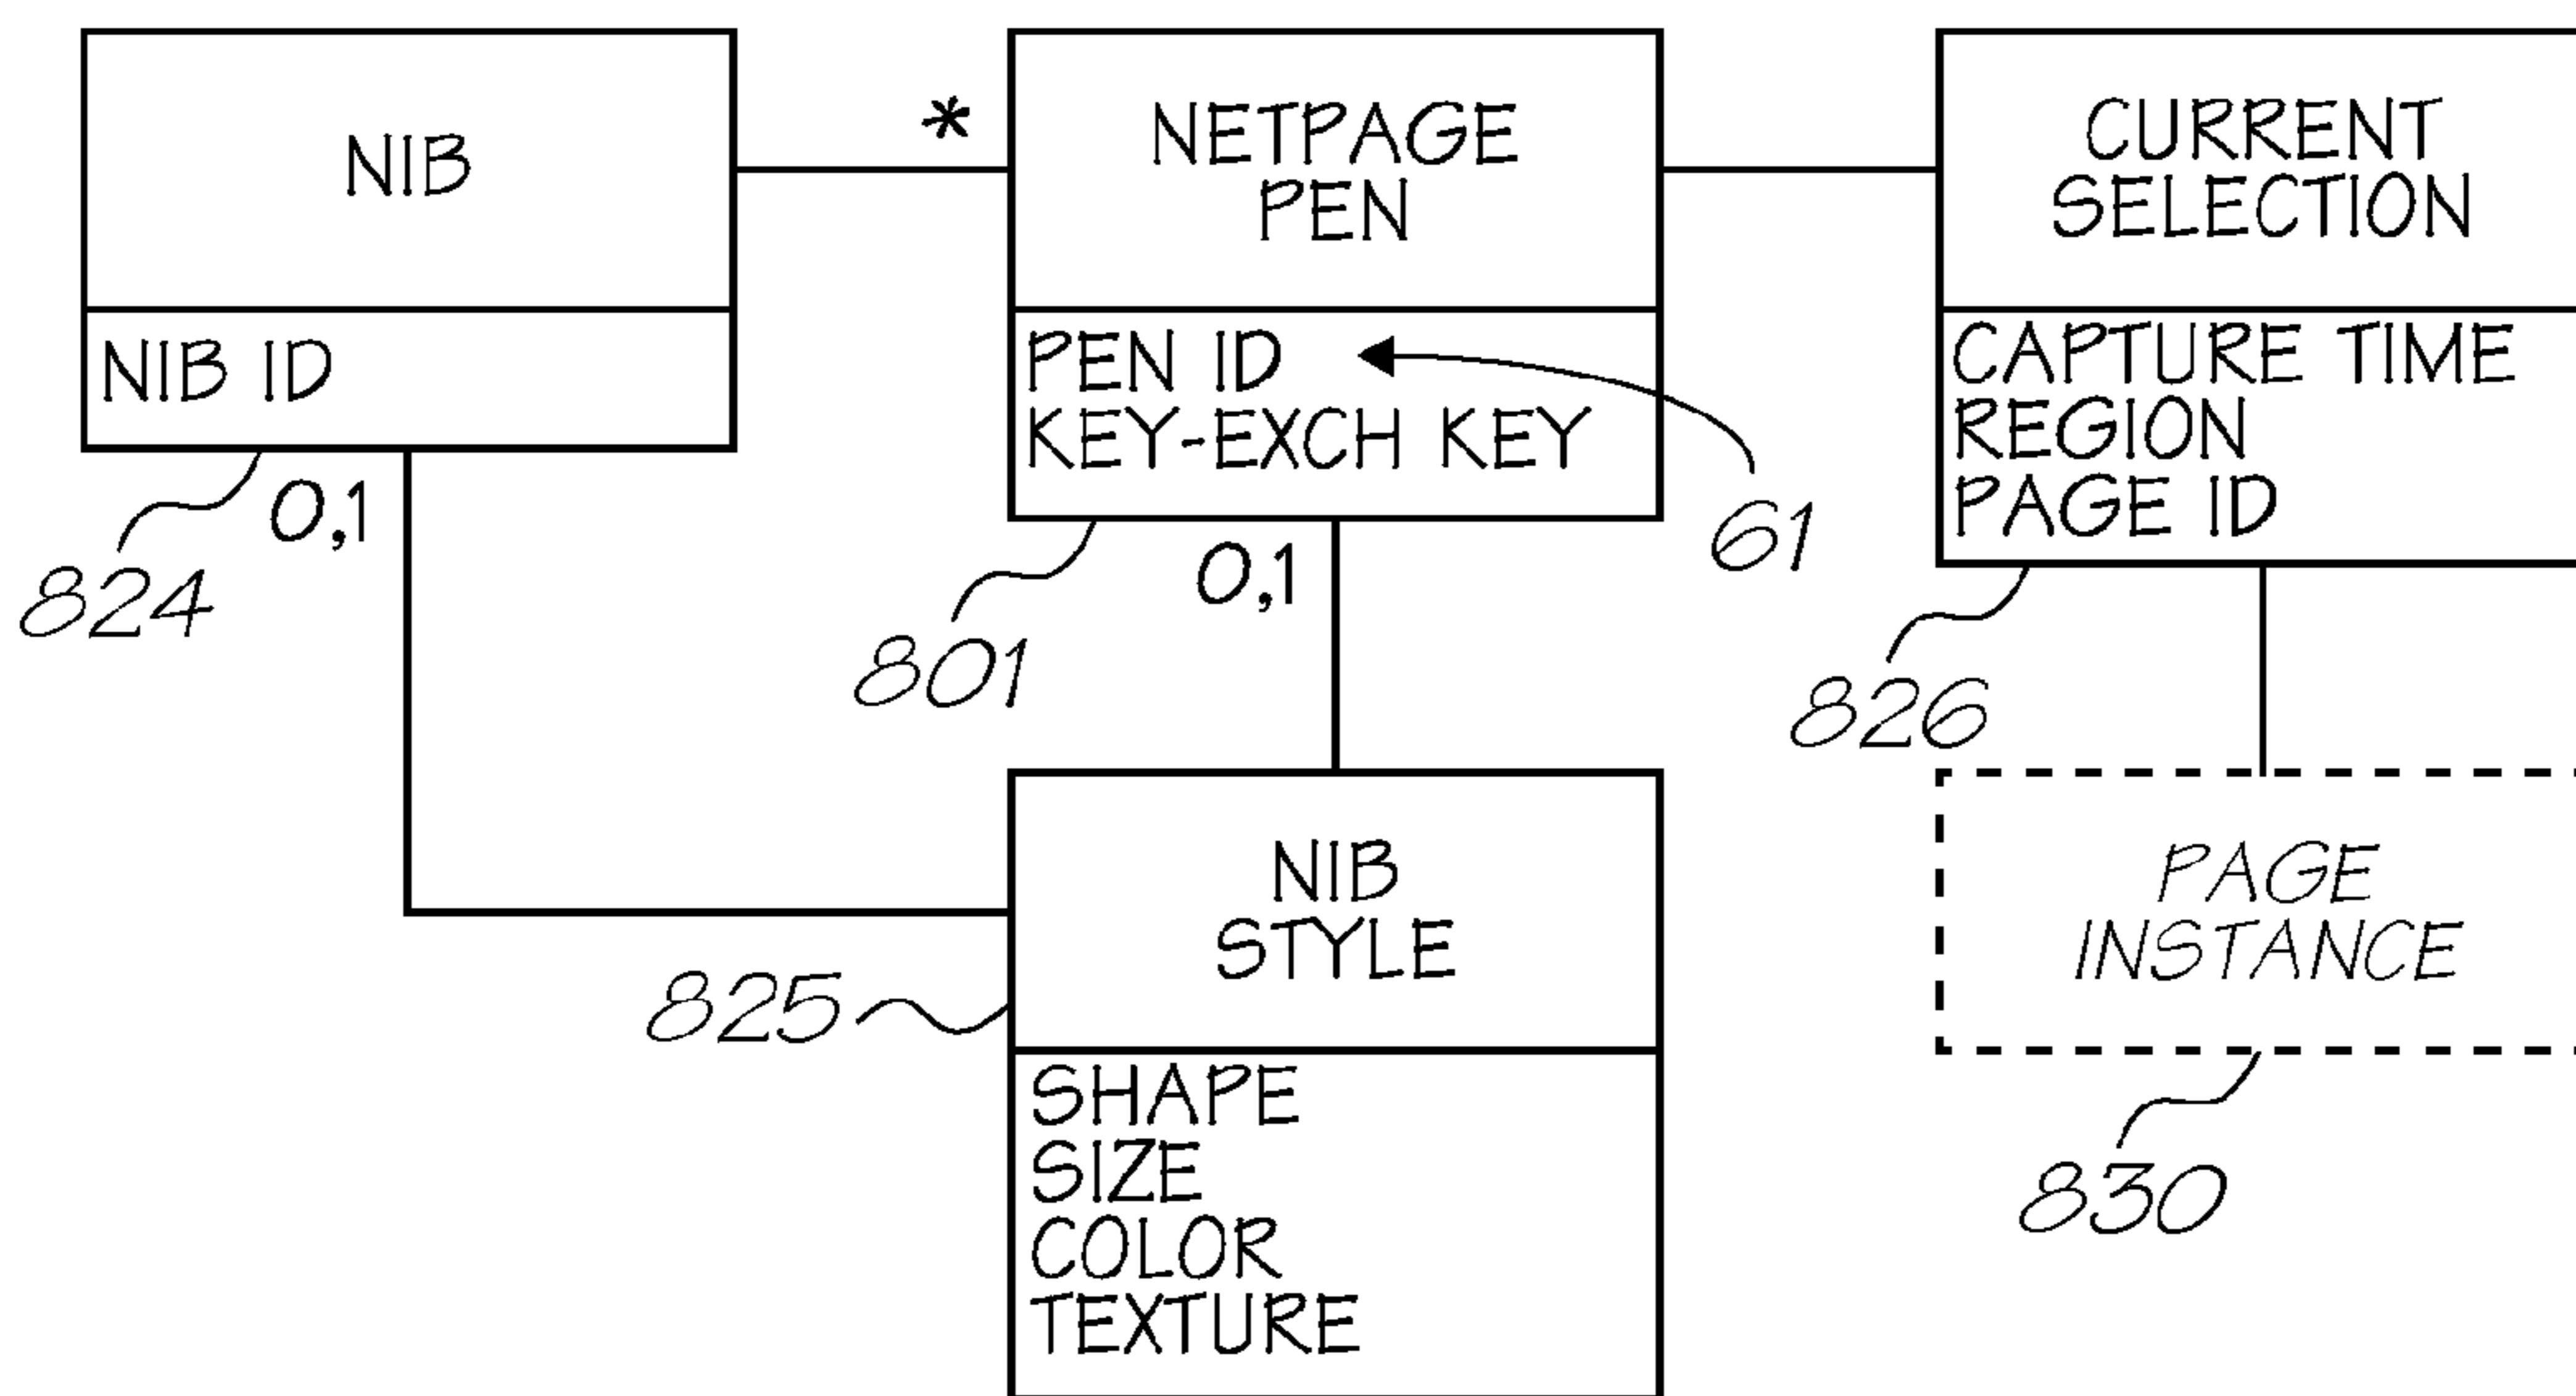 NIB
NIB ID
824
0,1
*
NETPAGE
PEN
PEN ID
KEY-EXCH KEY
61
801
0,1
CURRENT
SELECTION
CAPTURE TIME
REGION
PAGE ID
826
NIB
STYLE
825
SHAPE
SIZE
COLOR
TEXTURE
PAGE
INSTANCE
830